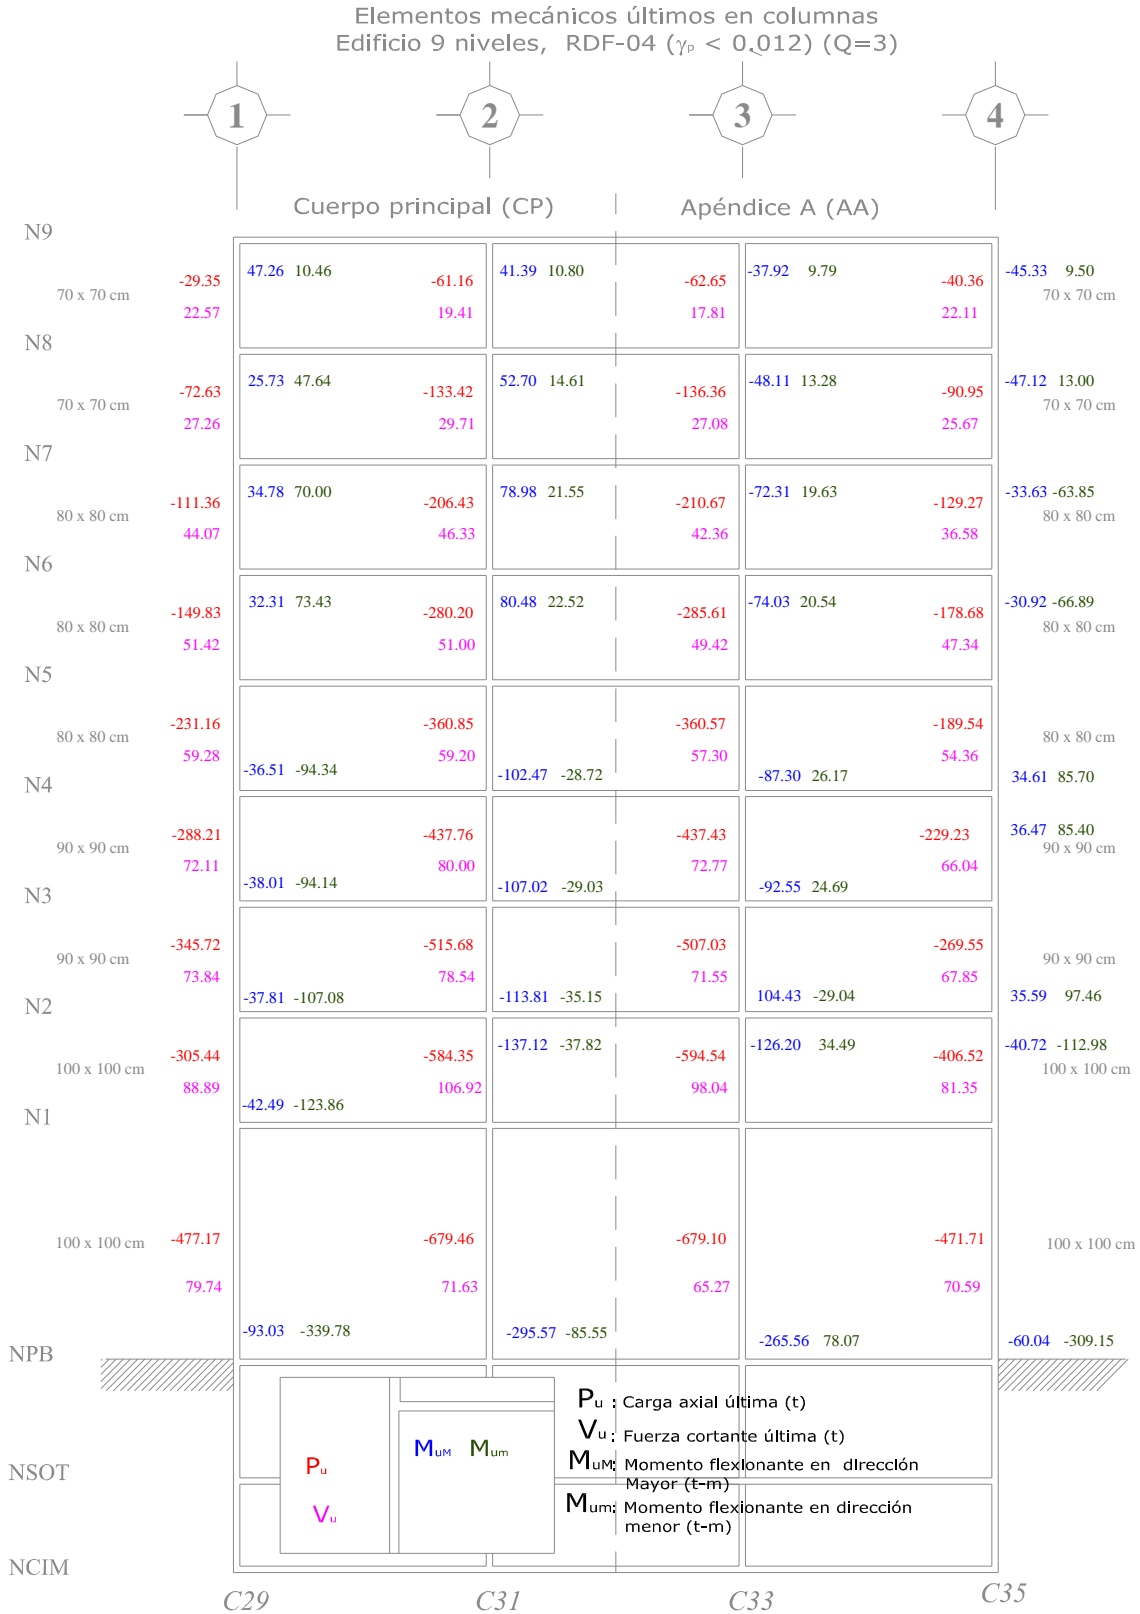 Elementos mecánicos últimos en columnas
Edificio 9 niveles, RDF-04 (γp < 0.012) (Q=3)
1 2 3 4
Cuerpo principal (CP) Apéndice A (AA)
N9
47.26 10.46 41.39 10.80 -37.92 9.79 -45.33 9.50
-29.35 -61.16 -62.65 -40.36
70 x 70 cm 70 x 70 cm
22.57 19.41 17.81 22.11
N8
25.73 47.64 52.70 14.61 -48.11 13.28 -47.12 13.00
-72.63 -133.42 -136.36 -90.95
70 x 70 cm 70 x 70 cm
27.26 29.71 27.08 25.67
N7
34.78 70.00 78.98 21.55 -72.31 19.63 -33.63 -63.85
-111.36 -206.43 -210.67 -129.27
80 x 80 cm 80 x 80 cm
44.07 46.33 42.36 36.58
N6
32.31 73.43 80.48 22.52 -74.03 20.54 -30.92 -66.89
-149.83 -280.20 -285.61 -178.68
80 x 80 cm 80 x 80 cm
51.42 51.00 49.42 47.34
N5
-231.16 -360.85 -360.57 -189.54
80 x 80 cm 80 x 80 cm
59.28 59.20 57.30 54.36
-36.51 -94.34 -102.47 -28.72 -87.30 26.17 34.61 85.70
N4
36.47 85.40
-288.21 -437.76 -437.43 -229.23
90 x 90 cm 90 x 90 cm
72.11 80.00 72.77 66.04
-38.01 -94.14 -107.02 -29.03 -92.55 24.69
N3
-345.72 -515.68 -507.03 -269.55
90 x 90 cm 90 x 90 cm
73.84 78.54 71.55 67.85
-37.81 -107.08 -113.81 -35.15 104.43 -29.04 35.59 97.46
N2
-137.12 -37.82 -126.20 34.49 -40.72 -112.98
-305.44 -584.35 -594.54 -406.52
100 x 100 cm 100 x 100 cm
88.89 106.92 98.04 81.35
-42.49 -123.86
N1
100 x 100 cm -477.17 -679.46 -679.10 -471.71 100 x 100 cm
79.74 71.63 65.27 70.59
-93.03 -339.78 -295.57 -85.55 -265.56 78.07 -60.04 -309.15
NPB
Pu : Carga axial última (t)
Vu : Fuerza cortante última (t)
MuM Mum
MuM: Momento flexionante en dirección
Mayor (t-m)
Pu
NSOT
Mum: Momento flexionante en dirección
menor (t-m)
Vu
NCIM
C29 C31 C33 C35